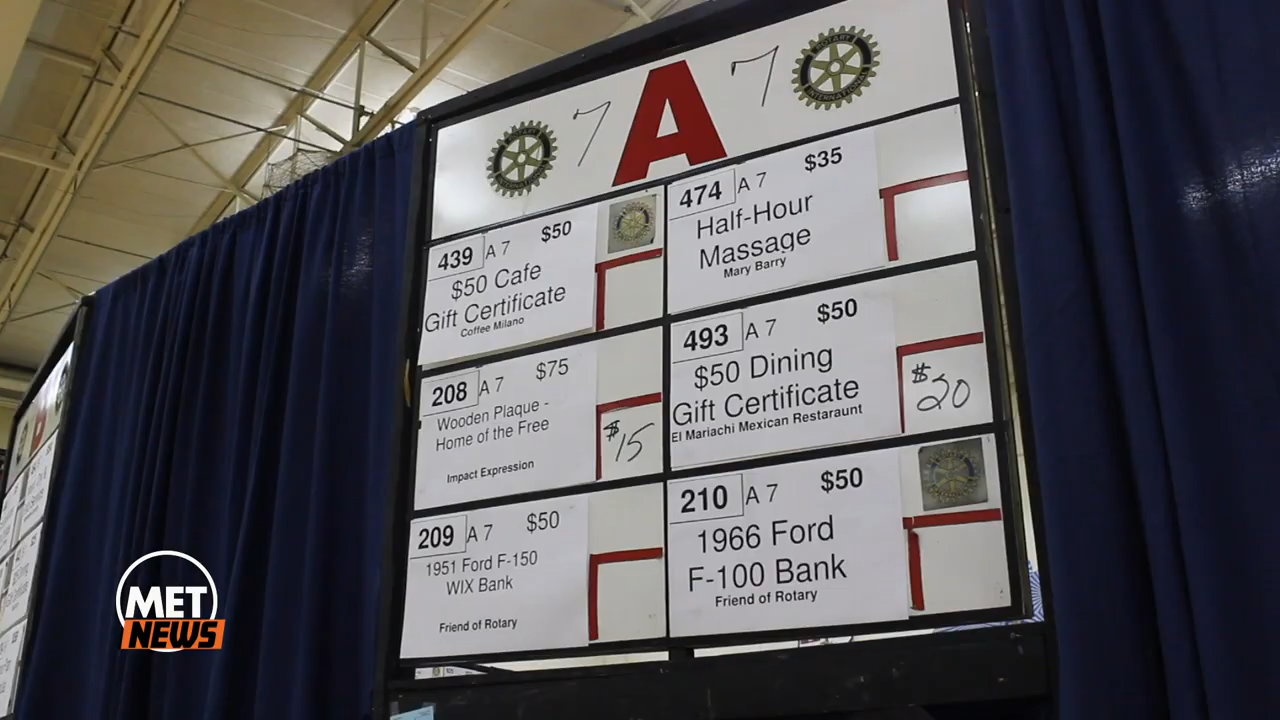 7 A 7
ROTARY INTERNATIONAL
439 A 7 $50
$50 Cafe
Gift Certificate
Coffee Milano
474 A 7 $35
Half-Hour
Massage
Mary Barry
208 A 7 $75
Wooden Plaque -
Home of the Free
Impact Expression
$15
493 A 7 $50
$50 Dining
Gift Certificate
El Mariachi Mexican Restaraunt
$20
209 A 7 $50
1951 Ford F-150
WIX Bank
Friend of Rotary
210 A 7 $50
1966 Ford
F-100 Bank
Friend of Rotary
MET
NEWS